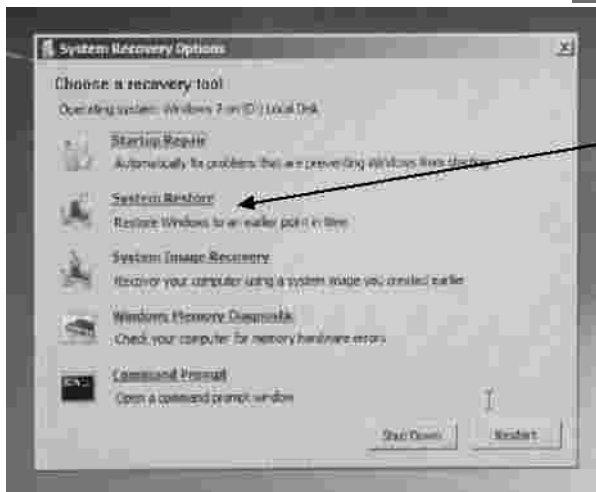 System Recovery Options
Choose a recovery tool
Operating system: Windows 7 on (D:) Local Disk
Startup Repair
Automatically fix problems that are preventing Windows from starting
System Restore
Restore Windows to an earlier point in time
System Image Recovery
Recover your computer using a system image you created earlier
Windows Memory Diagnostic
Check your computer for memory hardware errors
Command Prompt
Open a command prompt window
Shut Down
Restart